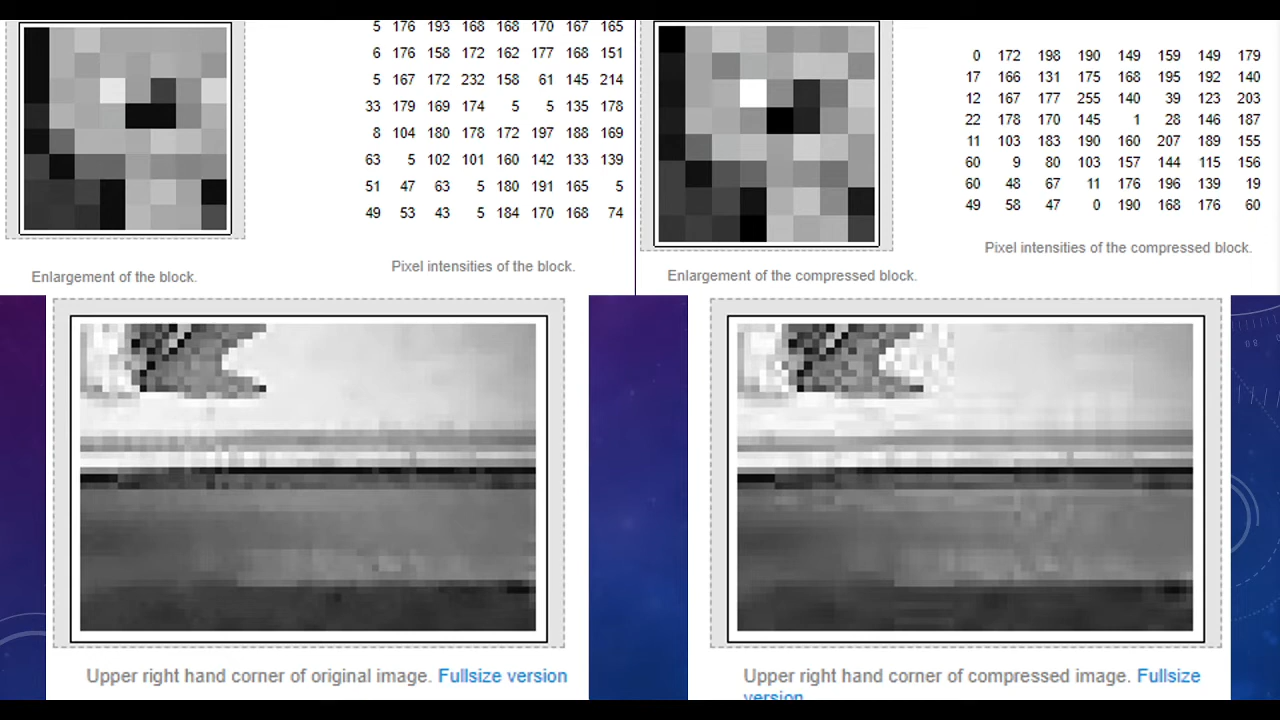 5 176 193 168 168 170 167 165
6 176 158 172 162 177 168 151
5 167 172 232 158 61 145 214
33 179 169 174 5 5 135 178
8 104 180 178 172 197 188 169
63 5 102 101 160 142 133 139
51 47 63 5 180 191 165 5
49 53 43 5 184 170 168 74
Enlargement of the block.
Pixel intensities of the block.
0 172 198 190 149 159 149 179
17 166 131 175 168 195 192 140
12 167 177 255 140 39 123 203
22 178 170 145 1 28 146 187
11 103 183 190 160 207 189 155
60 9 80 103 157 144 115 156
60 48 67 11 176 196 139 19
49 58 47 0 190 168 176 60
Enlargement of the compressed block.
Pixel intensities of the compressed block.
Upper right hand corner of original image. Fullsize version
Upper right hand corner of compressed image. Fullsize
version